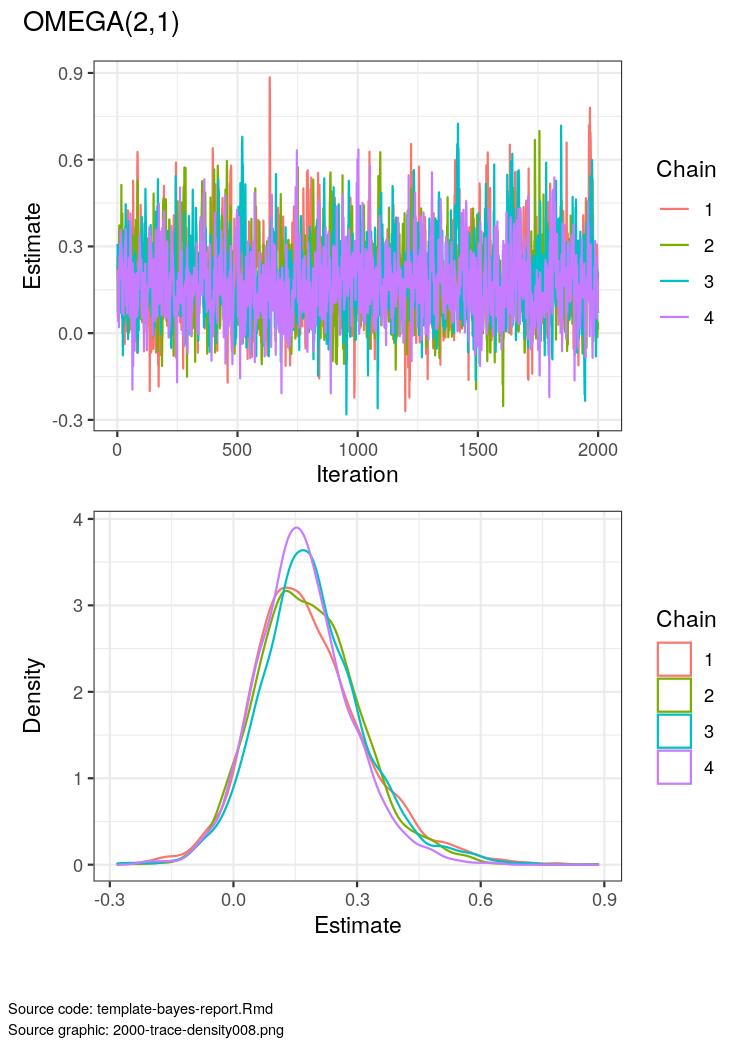 OMEGA(2,1)
0.9
0.6
0.3
0.0
-0.3
Estimate
0 500 1000 1500 2000
Iteration
Chain
1
2
3
4
4
3
2
1
0
Density
-0.3 0.0 0.3 0.6 0.9
Estimate
Chain
1
2
3
4
Source code: template-bayes-report.Rmd
Source graphic: 2000-trace-density008.png